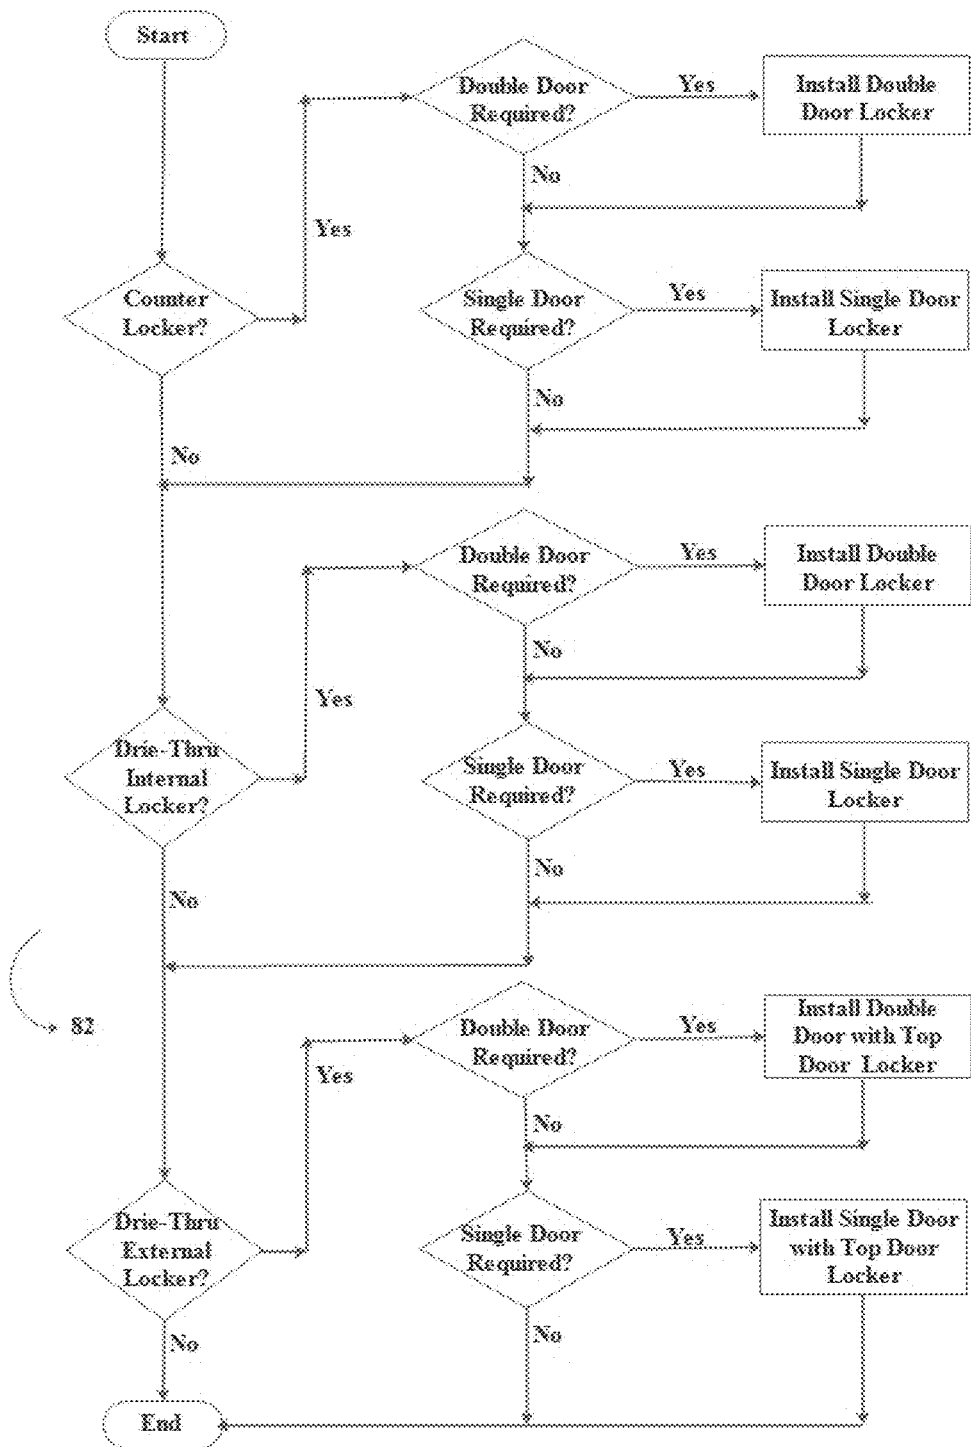 Start
Double Door
Required?
Yes
Install Double
Door Locker
No
Yes
Counter
Locker?
Single Door
Required?
Yes
Install Single Door
Locker
No
No
Double Door
Required?
Yes
Install Double
Door Locker
No
Yes
Drie-Thru
Internal
Locker?
Single Door
Required?
Yes
Install Single Door
Locker
No
No
82
Double Door
Required?
Yes
Install Double
Door with Top
Door Locker
Yes
No
Drie-Thru
External
Locker?
Single Door
Required?
Yes
Install Single Door
with Top Door
Locker
No
No
End